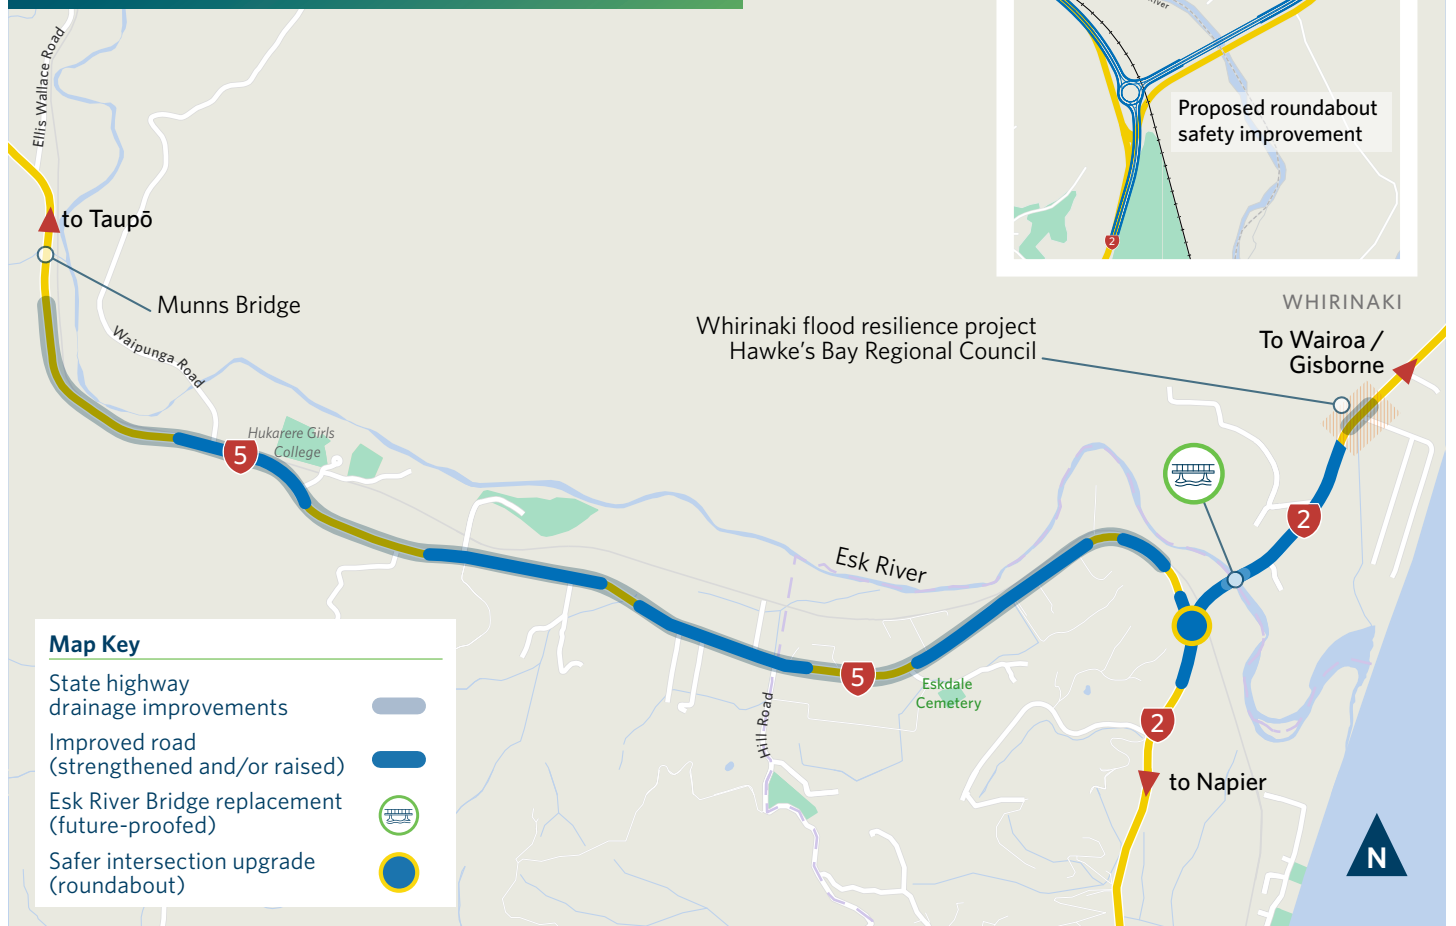 River
Proposed roundabout
safety improvement
2
Ellis Wallace Road
to Taupō
Munns Bridge
Waipunga Road
WHIRINAKI
Whirinaki flood resilience project
Hawke's Bay Regional Council
To Wairoa /
Gisborne
Hukarere Girls
College
5
2
Esk River
5
Eskdale
Cemetery
Hill Road
2
to Napier
N
Map Key
State highway
drainage improvements
Improved road
(strengthened and/or raised)
Esk River Bridge replacement
(future-proofed)
Safer intersection upgrade
(roundabout)